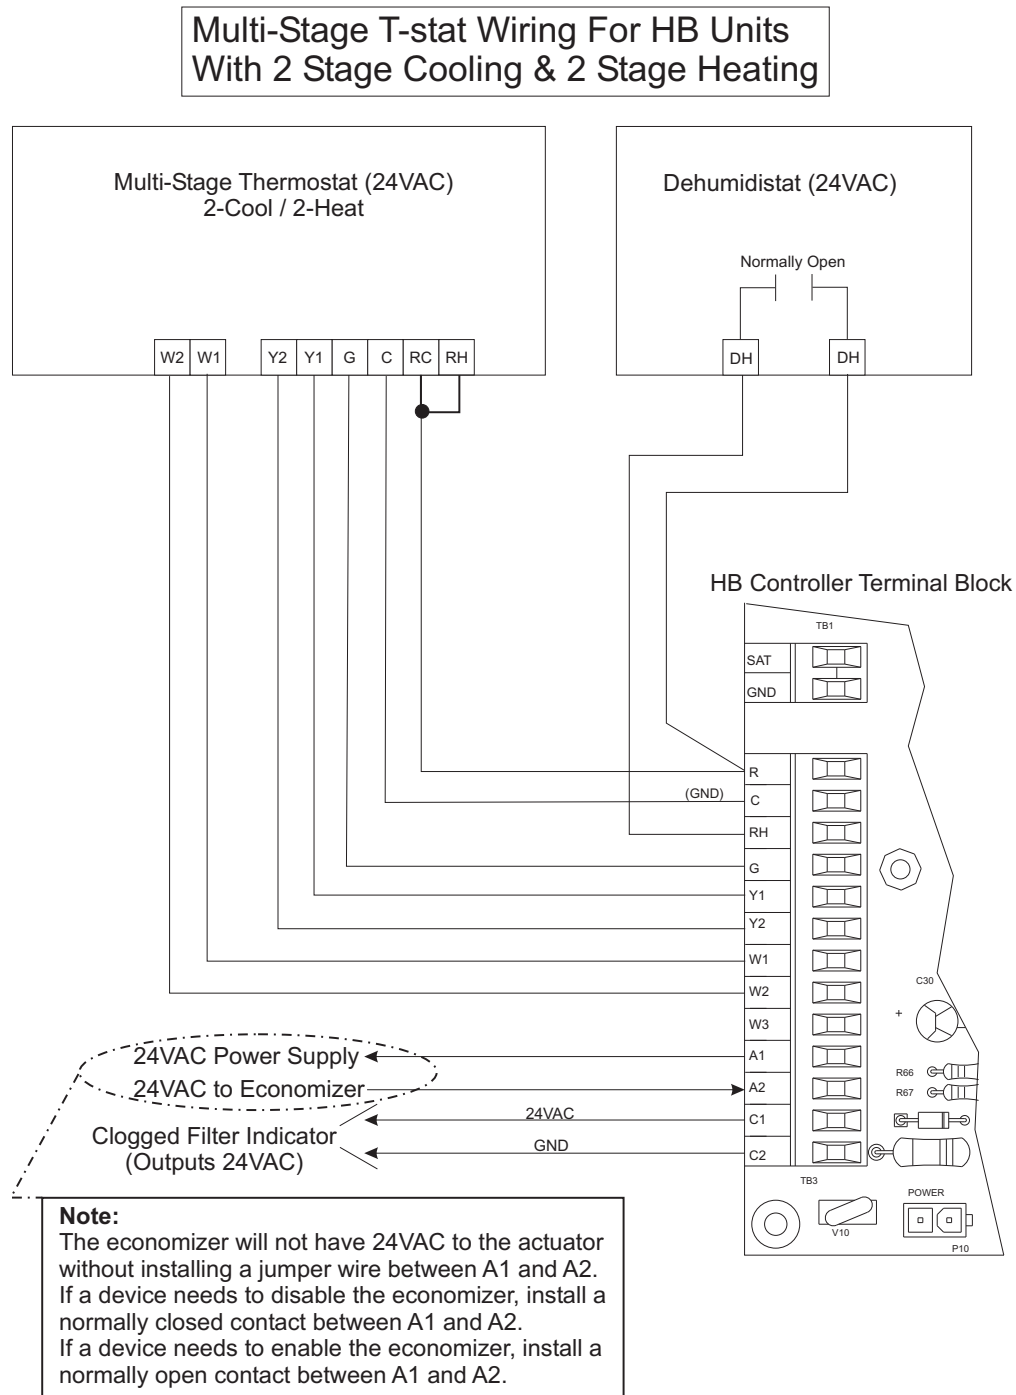 Multi-Stage T-stat Wiring For HB Units
With 2 Stage Cooling & 2 Stage Heating
Multi-Stage Thermostat (24VAC)
2-Cool / 2-Heat
W2 W1 Y2 Y1 G C RC RH
Dehumidistat (24VAC)
Normally Open
DH DH
HB Controller Terminal Block
TB1
SAT
GND
R
(GND) C
RH
G
Y1
Y2
W1
W2
W3
A1
A2
C1
C2
C30
+
R66
R67
TB3
V10
POWER
P10
24VAC Power Supply
24VAC to Economizer
24VAC
Clogged Filter Indicator
(Outputs 24VAC)
GND
Note:
The economizer will not have 24VAC to the actuator
without installing a jumper wire between A1 and A2.
If a device needs to disable the economizer, install a
normally closed contact between A1 and A2.
If a device needs to enable the economizer, install a
normally open contact between A1 and A2.